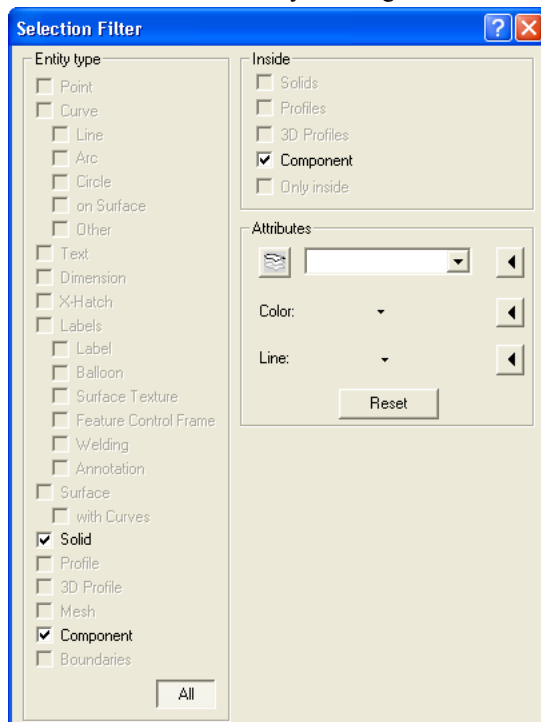 Selection Filter
Entity type
Point
Curve
Line
Arc
Circle
on Surface
Other
Text
Dimension
X-Hatch
Labels
Label
Balloon
Surface Texture
Feature Control Frame
Welding
Annotation
Surface
with Curves
Solid
Profile
3D Profile
Mesh
Component
Boundaries
All
Inside
Solids
Profiles
3D Profiles
Component
Only inside
Attributes
Color:
Line:
Reset